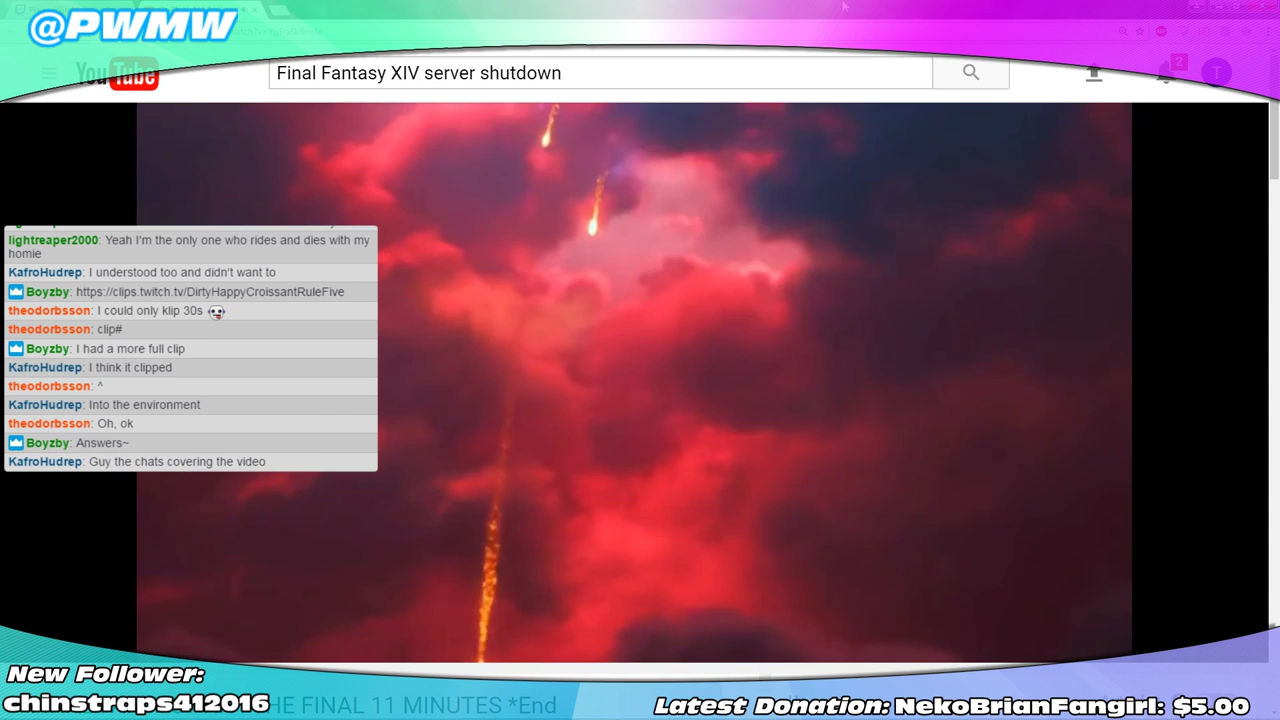 @PWMW
YouTube
Final Fantasy XIV server shutdown
2
T
lightreaper2000: Yeah I'm the only one who rides and dies with my
homie
KafroHudrep: I understood too and didn't want to
Boyzby: https://clips.twitch.tv/DirtyHappyCroissantRuleFive
theodorbsson: I could only klip 30s
theodorbsson: clip#
Boyzby: I had a more full clip
KafroHudrep: I think it clipped
theodorbsson: ^
KafroHudrep: Into the environment
theodorbsson: Oh, ok
Boyzby: Answers~
KafroHudrep: Guy the chats covering the video
New Follower:
chinstraps412016
HE FINAL 11 MINUTES *End
Latest Donation: NekoBrianFangirl: $5.00